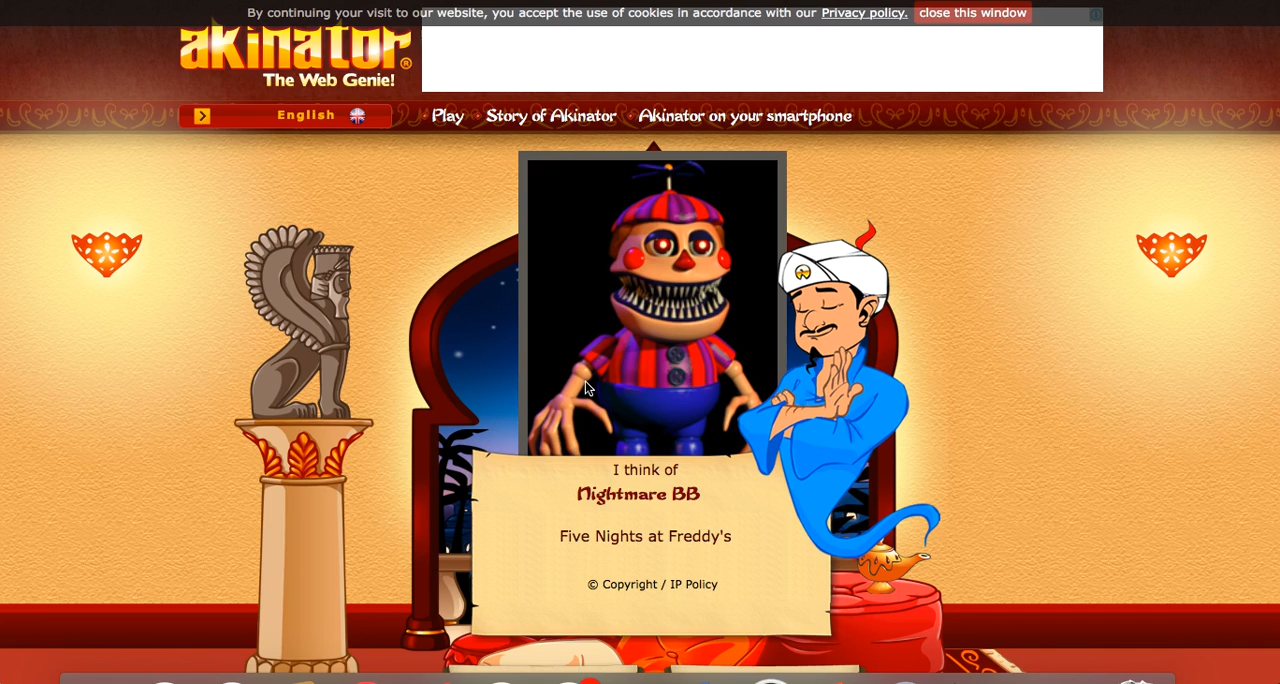 By continuing your visit to our website, you accept the use of cookies in accordance with our Privacy policy. close this window
akinator®
The Web Genie!
English
Play · Story of Akinator · Akinator on your smartphone
I think of
Nightmare BB
Five Nights at Freddy's
© Copyright / IP Policy